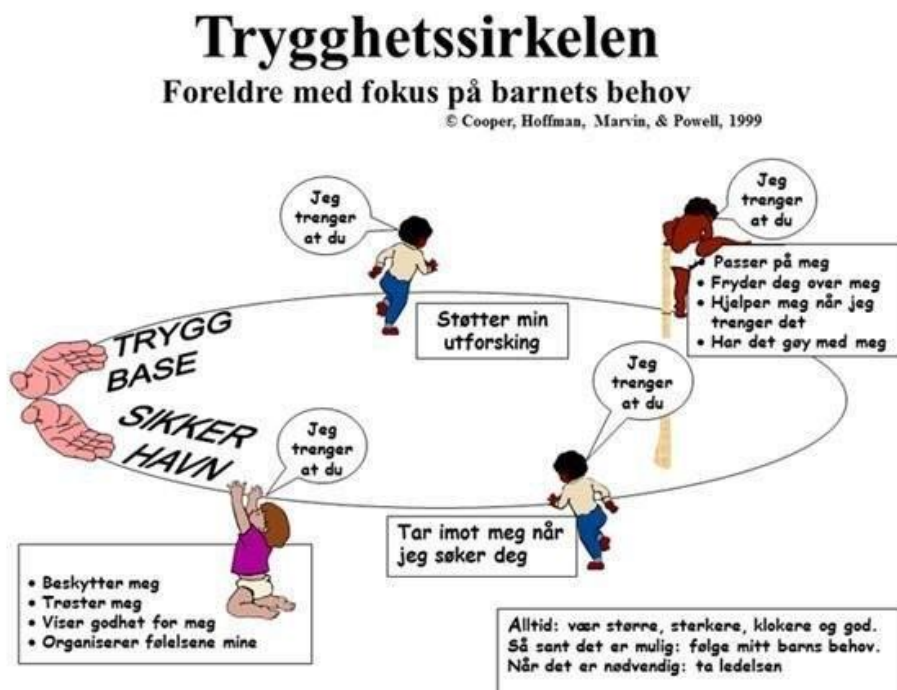 Trygghetssirkelen
Foreldre med fokus på barnets behov
© Cooper, Hoffman, Marvin, & Powell, 1999
Jeg
trenger
at du
Støtter min
utforsking
Jeg
trenger
at du
• Passer på meg
• Fryder deg over meg
• Hjelper meg når jeg
trenger det
• Har det gøy med meg
TRYGG
BASE
SIKKER
HAVN
Jeg
trenger
at du
Tar imot meg når
jeg søker deg
Jeg
trenger
at du
• Beskytter meg
• Trøster meg
• Viser godhet for meg
• Organiserer følelsene mine
Alltid: vær større, sterkere, klokere og god.
Så sant det er mulig: følge mitt barns behov.
Når det er nødvendig: ta ledelsen